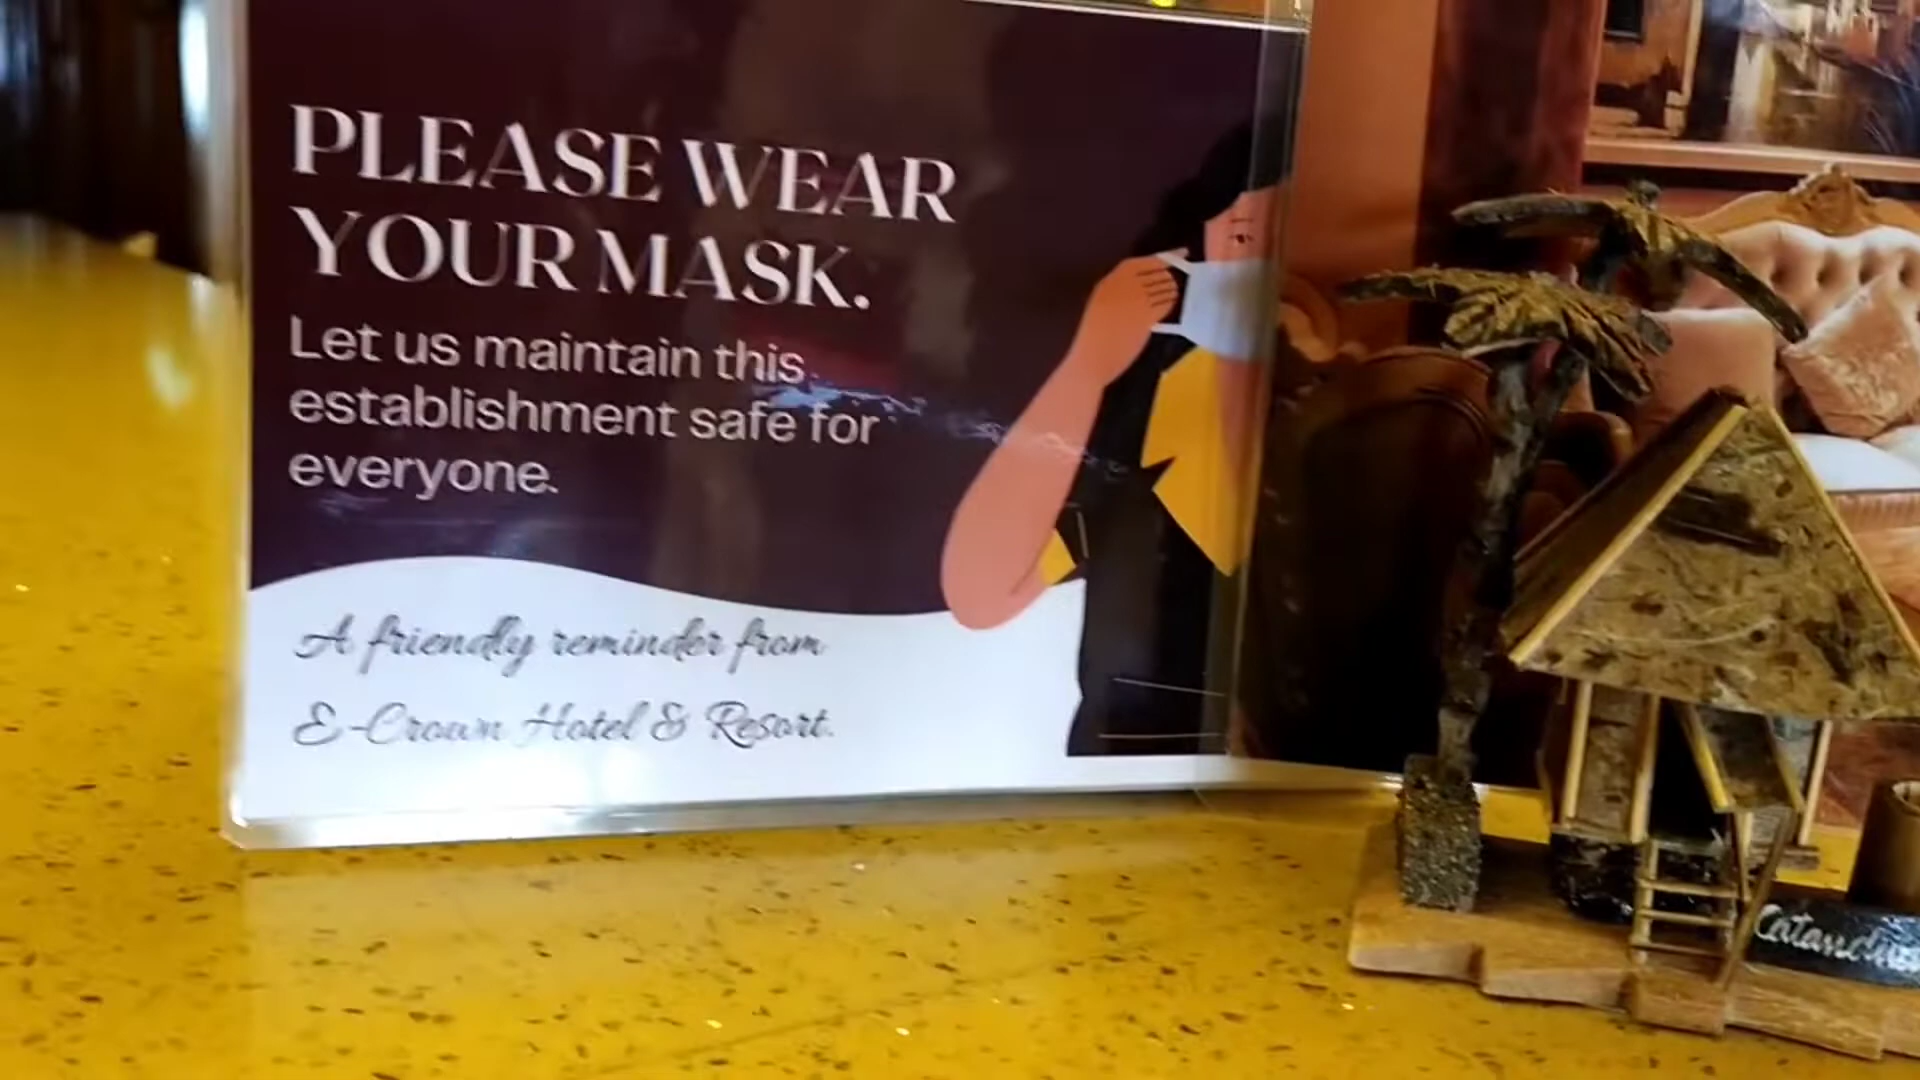 PLEASE WEAR
YOUR MASK.
Let us maintain this
establishment safe for
everyone.
A friendly reminder from
E-Crown Hotel & Resort.